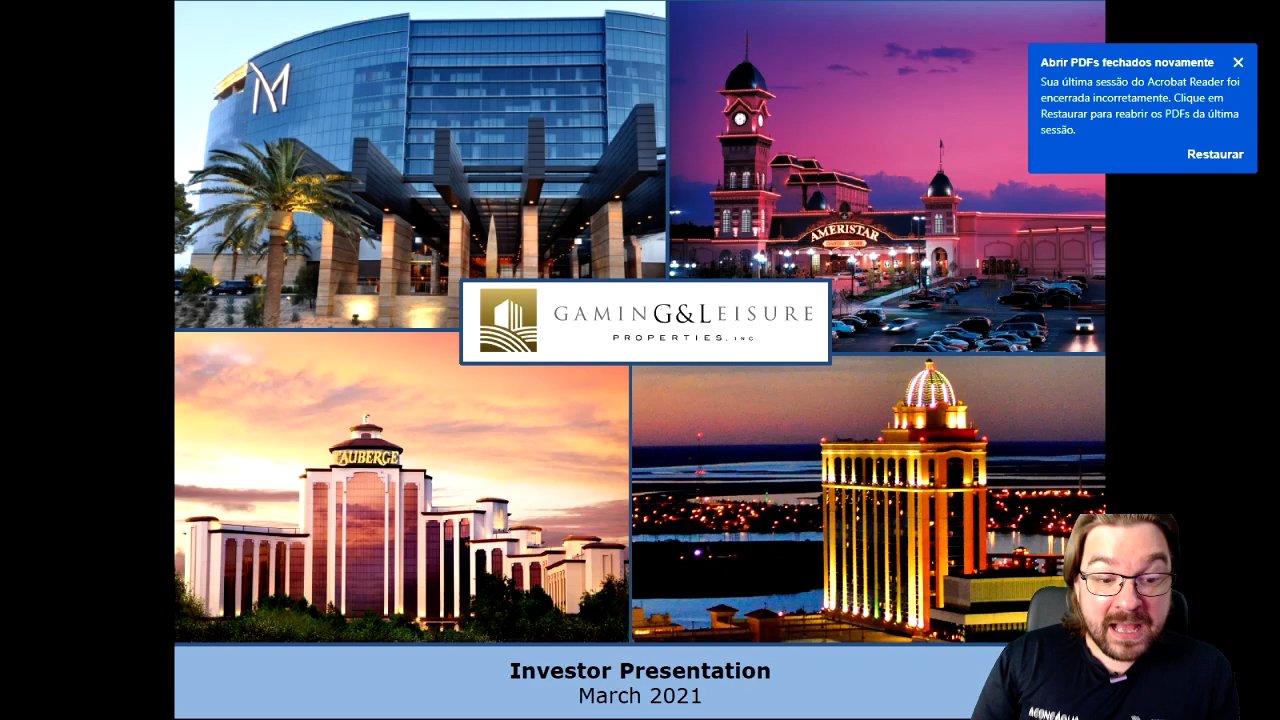 M
AMERISTAR
Abrir PDFs fechados novamente
Sua última sessão do Acrobat Reader foi
encerrada incorretamente. Clique em
Restaurar para reabrir os PDFs da última
sessão.
Restaurar
GAMING&LEISURE
PROPERTIES, INC
L'AUBERGE
Investor Presentation
March 2021
ACONCAGUA